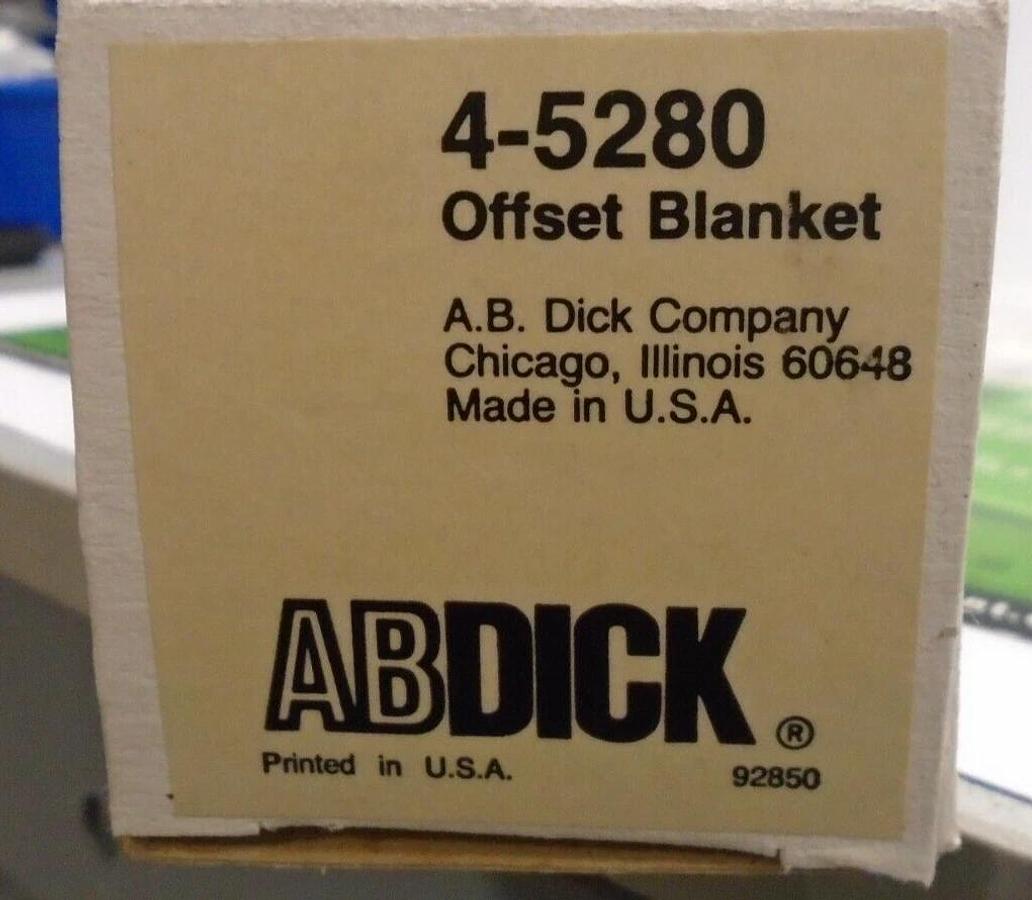 4-5280
Offset Blanket
A.B. Dick Company
Chicago, Illinois 60648
Made in U.S.A.
ABDICK ®
Printed in U.S.A. 92850